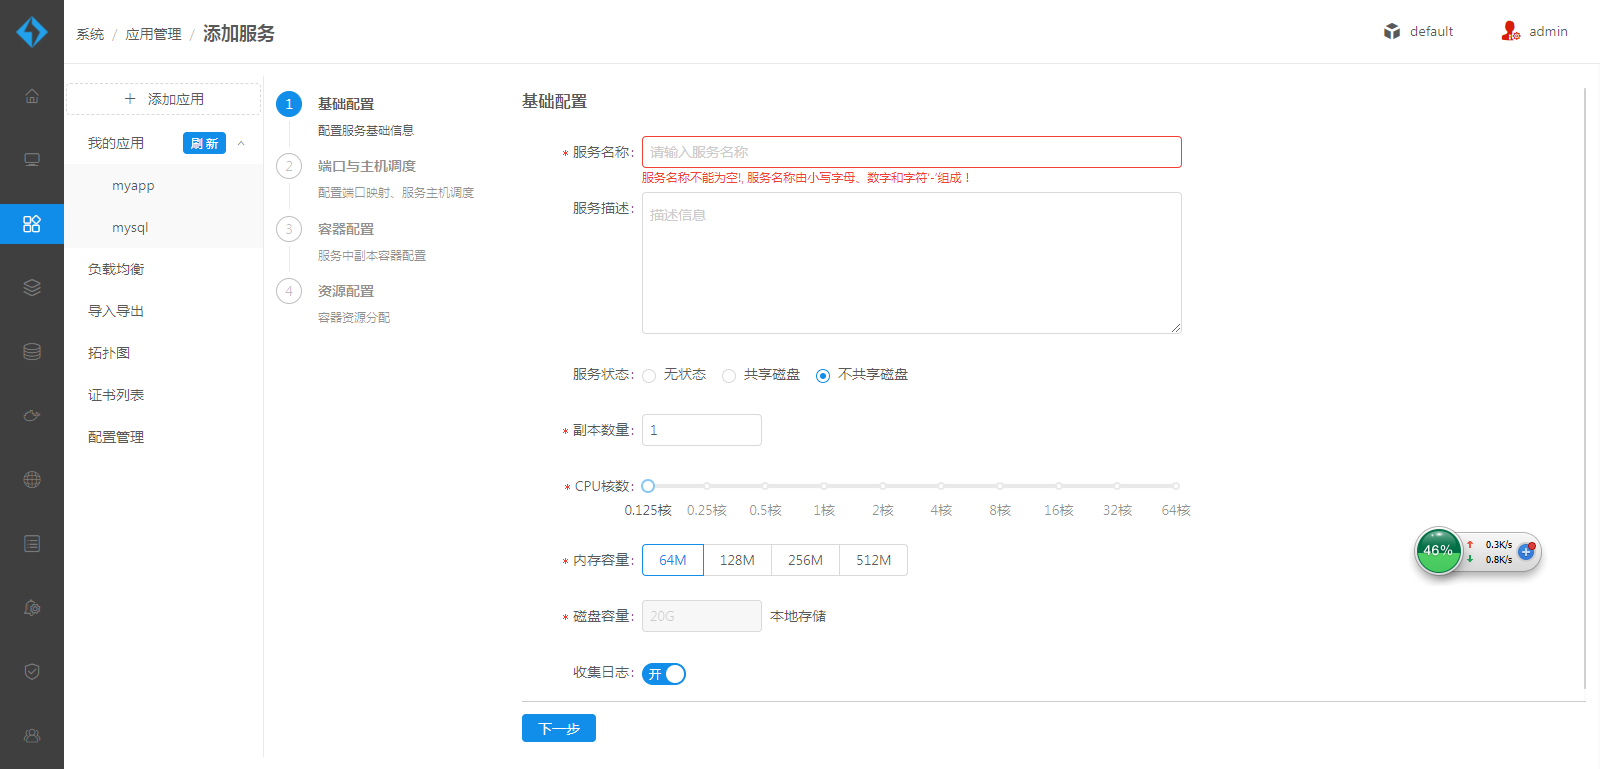 系统 / 应用管理 / 添加服务
default
admin
+ 添加应用
我的应用 刷 新
myapp
mysql
负载均衡
导入导出
拓扑图
证书列表
配置管理
1 基础配置
配置服务基础信息
2 端口与主机调度
配置端口映射、服务主机调度
3 容器配置
服务中副本容器配置
4 资源配置
容器资源分配
基础配置
* 服务名称: 请输入服务名称
服务名称不能为空!, 服务名称由小写字母、数字和字符'-'组成！
服务描述: 描述信息
服务状态: 无状态 共享磁盘 不共享磁盘
* 副本数量: 1
* CPU核数:
0.125核 0.25核 0.5核 1核 2核 4核 8核 16核 32核 64核
* 内存容量: 64M 128M 256M 512M
* 磁盘容量: 20G 本地存储
收集日志: 开
下一步
46%
↑ 0.3K/s
↓ 0.8K/s